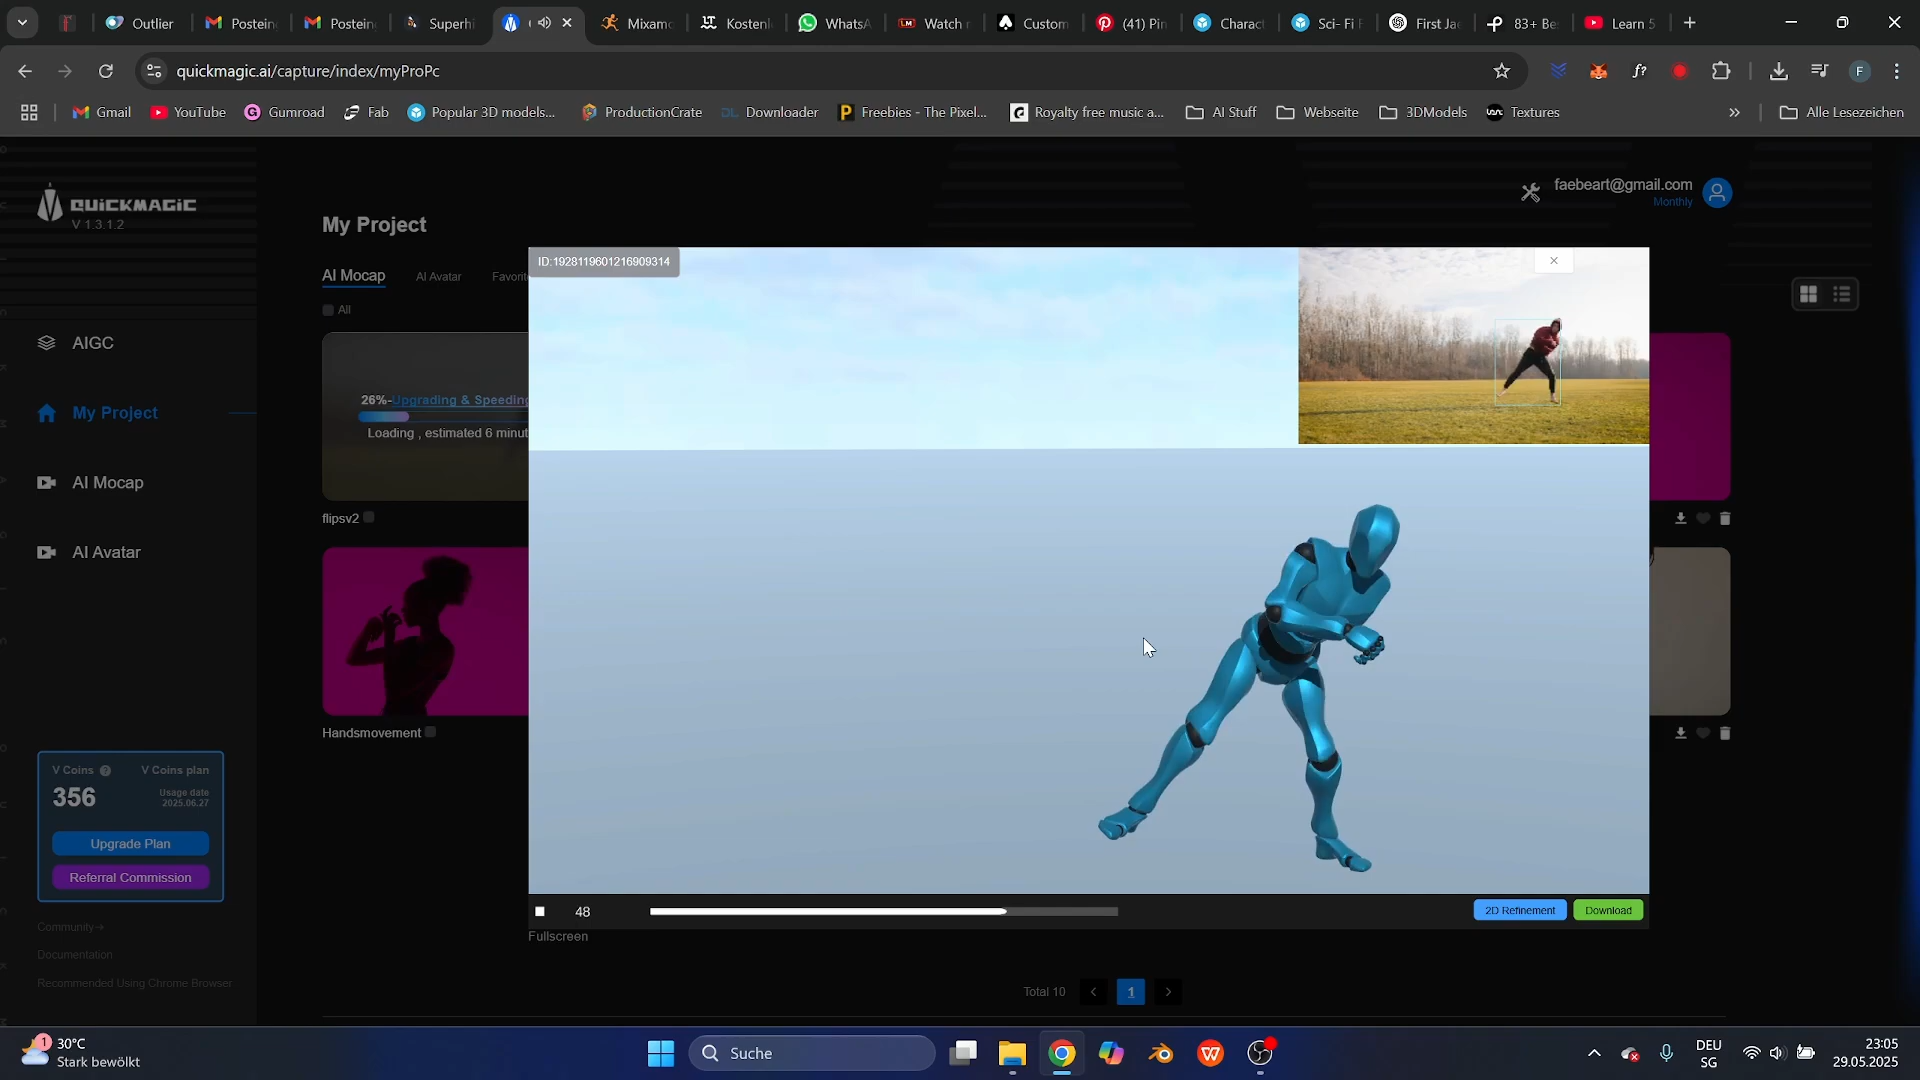 Outlier
Postein
Postein
Superhi
Mixamo
Kostenl
WhatsA
Watch r
Custom
(41) Pin
Charact
Sci- Fi F
First Jac
83+ Be
Learn 5
quickmagic.ai/capture/index/myProPc
Gmail
YouTube
Gumroad
Fab
Popular 3D models...
ProductionCrate
Downloader
Freebies - The Pixel...
Royalty free music a...
AI Stuff
Webseite
3DModels
Textures
Alle Lesezeichen
QUICKMAGIC
V 1.3.1.2
faebeart@gmail.com
Monthly
My Project
AI Mocap
AI Avatar
Favorit
All
ID:1928119601216909314
AIGC
My Project
AI Mocap
AI Avatar
26%-Upgrading & Speeding
Loading , estimated 6 minut
flipsv2
Handsmovement
V Coins
V Coins plan
356
Usage date
2025.06.27
Upgrade Plan
Referral Commission
Community
Documentation
Recommended Using Chrome Browser
48
2D Refinement
Download
Fullscreen
Total 10
1
1
30°C
Stark bewölkt
Suche
DEU
SG
23:05
29.05.2025